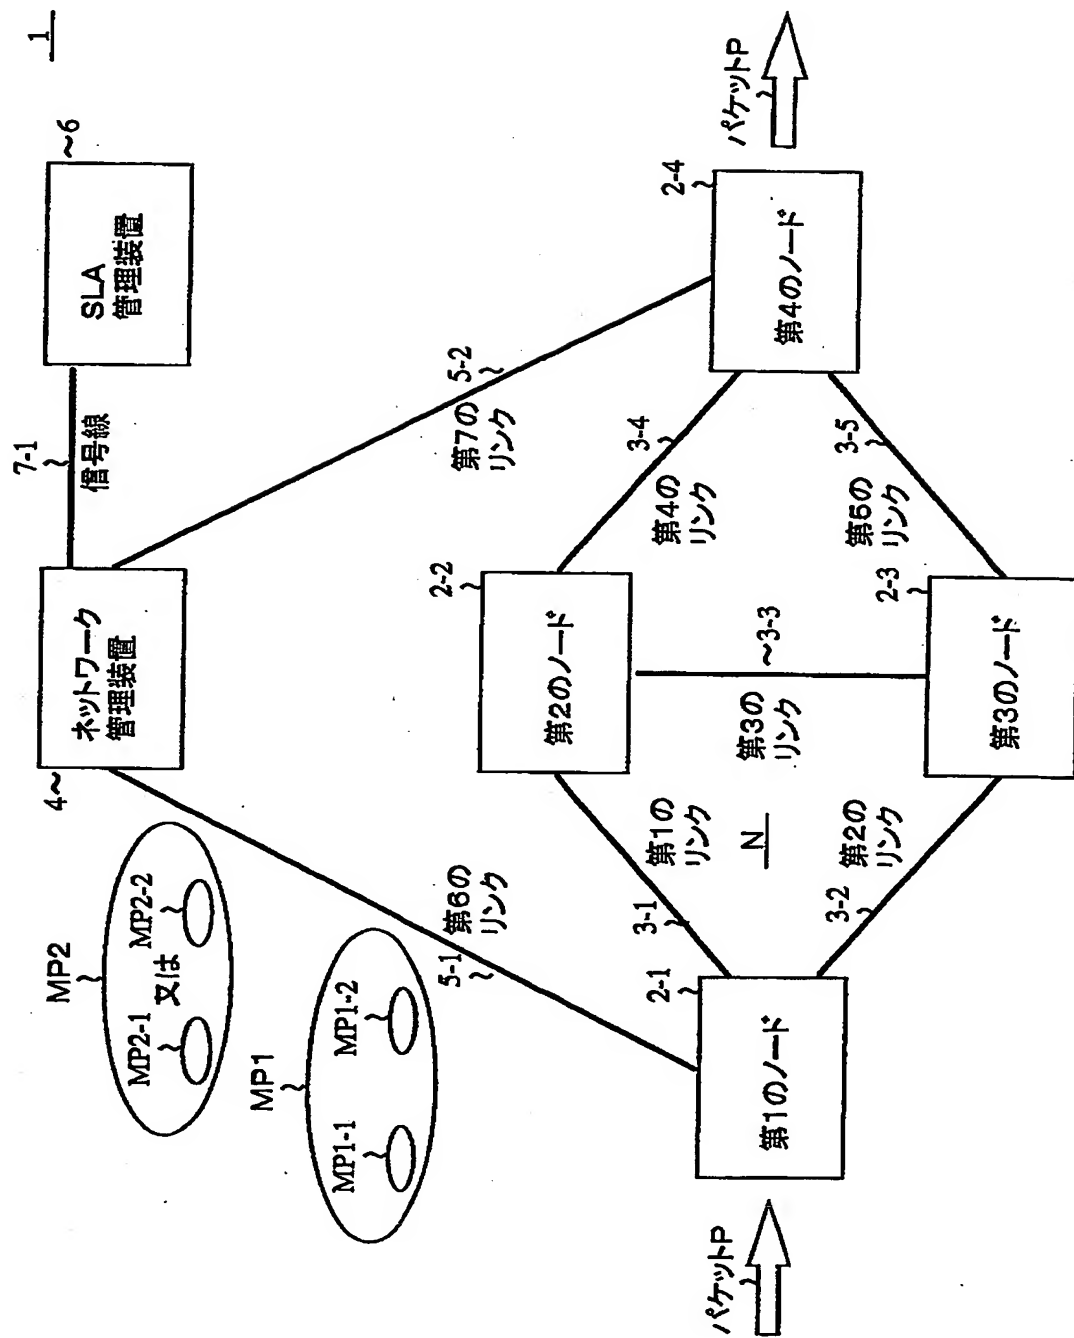 1
SLA
管理装置
~6
7-1
信号線
ネットワーク
管理装置
4~
MP2
MP2-1
又は
MP2-2
MP1
MP1-1
MP1-2
5-1
第6の
リンク
5-2
第7の
リンク
2-2
第2のノード
3-1
第1の
リンク
3-4
第4の
リンク
2-1
第1のノード
N
第3の
リンク
~3-3
2-4
第4のノード
パケットP
パケットP
3-2
第2の
リンク
3-5
第5の
リンク
2-3
第3のノード